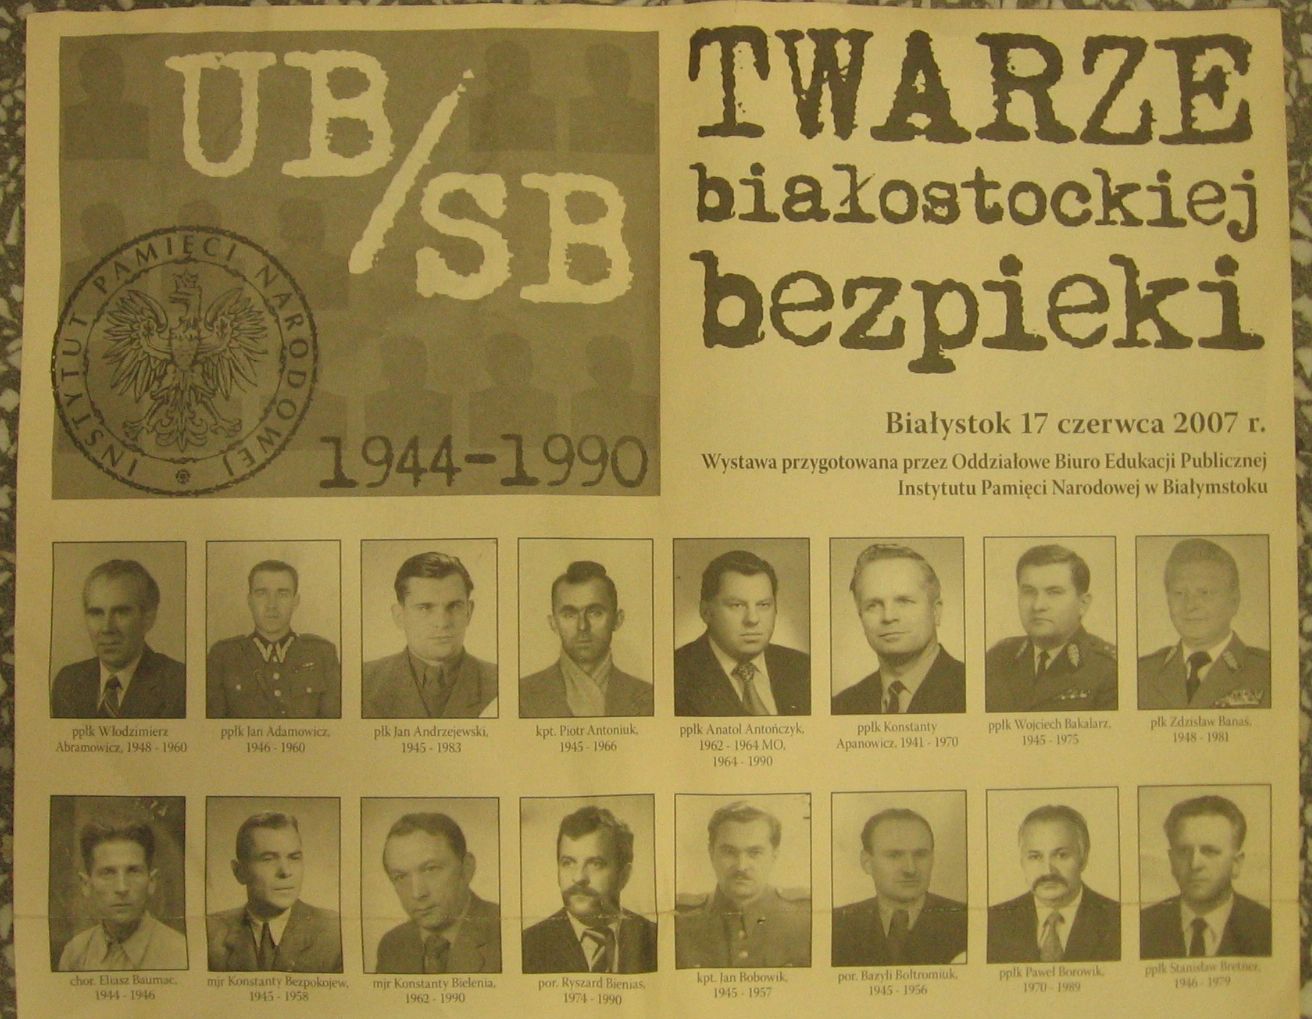 UB/SB
INSTYTUT PAMIĘCI NARODOWEJ
1944-1990
TWARZE
białostockiej
bezpieki
Białystok 17 czerwca 2007 r.
Wystawa przygotowana przez Oddziałowe Biuro Edukacji Publicznej
Instytutu Pamięci Narodowej w Białymstoku
ppłk Włodzimierz
Abramowicz, 1948 - 1960
ppłk Jan Adamowicz,
1946 - 1960
płk Jan Andrzejewski,
1945 - 1983
kpt. Piotr Antoniuk,
1945 - 1966
ppłk Anatol Antończyk,
1962 - 1964 MO,
1964 - 1990
ppłk Konstanty
Apanowicz, 1941 - 1970
ppłk Wojciech Bakalarz,
1945 - 1975
płk Zdzisław Banaś,
1948 - 1981
chor. Eliasz Baumac,
1944 - 1946
mjr Konstanty Bezpokojew,
1945 - 1958
mjr Konstanty Bielenia,
1962 - 1990
por. Ryszard Bienias,
1974 - 1990
kpt. Jan Bobowik,
1945 - 1957
por. Bazyli Bołtromiuk,
1945 - 1956
ppłk Paweł Borowik,
1970 - 1989
ppłk Stanisław Bretner,
1946 - 1979